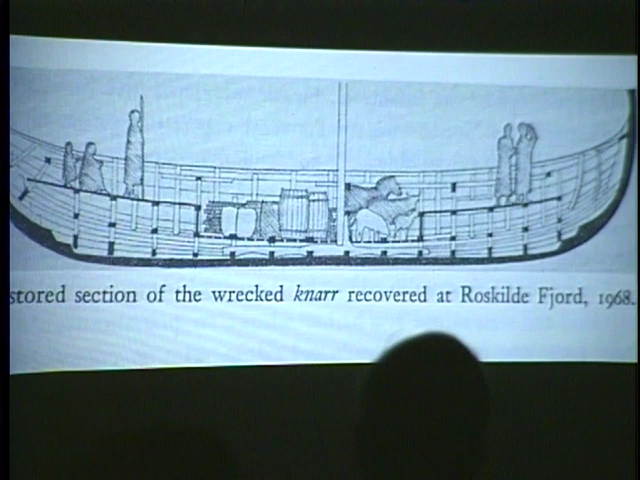 stored section of the wrecked knarr recovered at Roskilde Fjord, 1968.